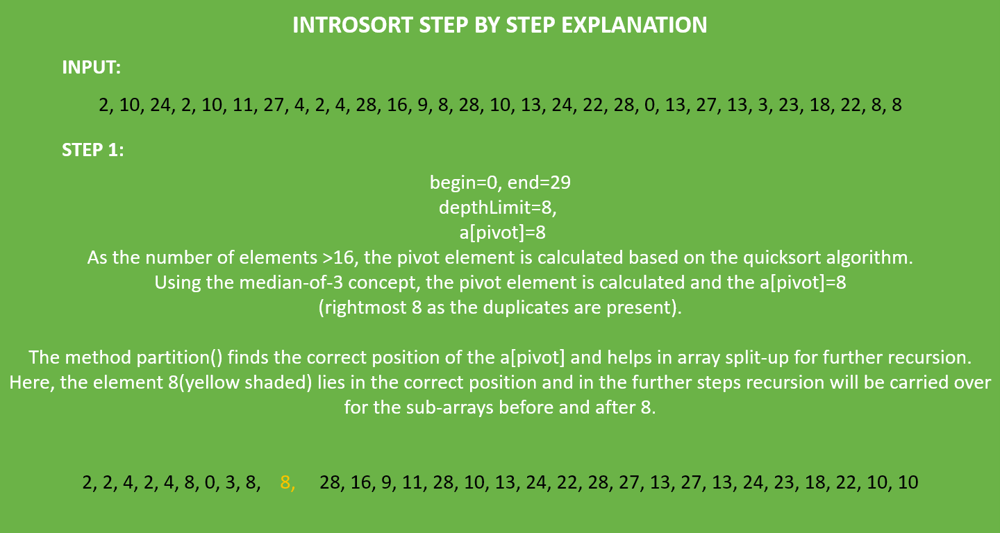 INTROSORT STEP BY STEP EXPLANATION
INPUT:
2, 10, 24, 2, 10, 11, 27, 4, 2, 4, 28, 16, 9, 8, 28, 10, 13, 24, 22, 28, 0, 13, 27, 13, 3, 23, 18, 22, 8, 8
STEP 1:
begin=0, end=29
depthLimit=8,
a[pivot]=8
As the number of elements >16, the pivot element is calculated based on the quicksort algorithm.
Using the median-of-3 concept, the pivot element is calculated and the a[pivot]=8
(rightmost 8 as the duplicates are present).
The method partition() finds the correct position of the a[pivot] and helps in array split-up for further recursion.
Here, the element 8(yellow shaded) lies in the correct position and in the further steps recursion will be carried over
for the sub-arrays before and after 8.
2, 2, 4, 2, 4, 8, 0, 3, 8, 8, 28, 16, 9, 11, 28, 10, 13, 24, 22, 28, 27, 13, 27, 13, 24, 23, 18, 22, 10, 10